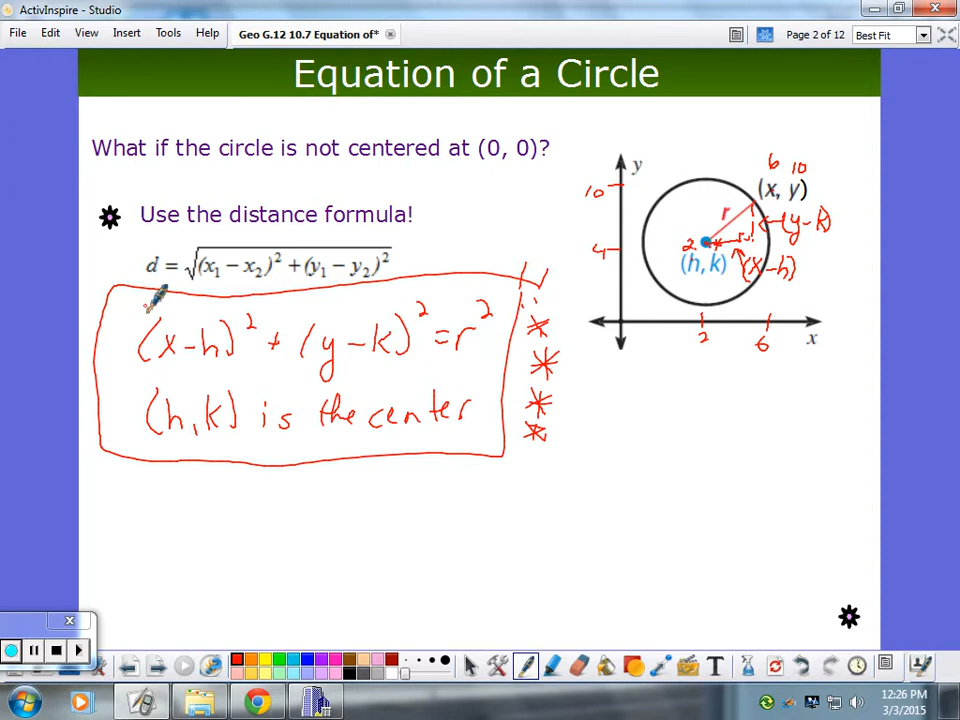 ActivInspire - Studio
File Edit View Insert Tools Help Geo G.12 10.7 Equation of* Page 2 of 12 Best Fit
Equation of a Circle
What if the circle is not centered at (0, 0)?
Use the distance formula!
d = √(x₁ − x₂)² + (y₁ − y₂)²
(x-h)² + (y-k)² = r²
(h,k) is the center
6 10
y
10
(x, y)
r
(y-k)
4
2 4
(h, k)
(x-h)
2 6
x
T
12:26 PM
3/3/2015